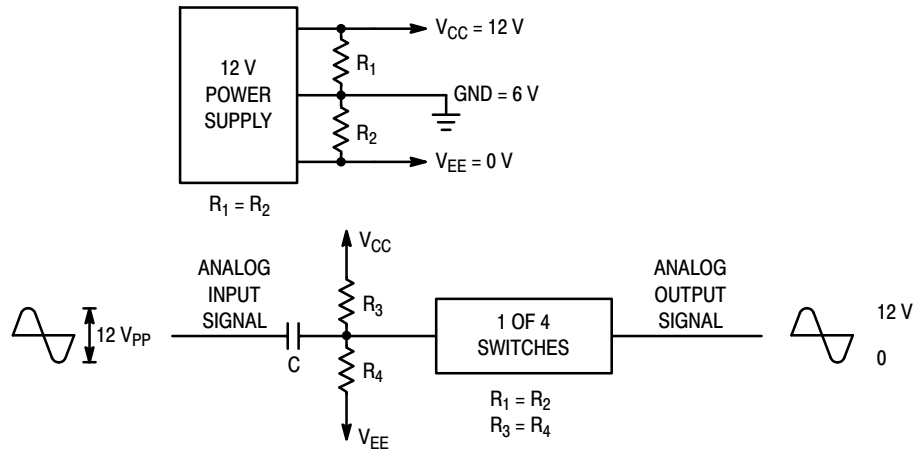 V_CC = 12 V
12 V
POWER
SUPPLY
R_1
GND = 6 V
R_2
V_EE = 0 V
R_1 = R_2
V_CC
ANALOG
INPUT
SIGNAL
ANALOG
OUTPUT
SIGNAL
R_3
12 V_PP
1 OF 4
SWITCHES
12 V
0
C
R_4
R_1 = R_2
R_3 = R_4
V_EE